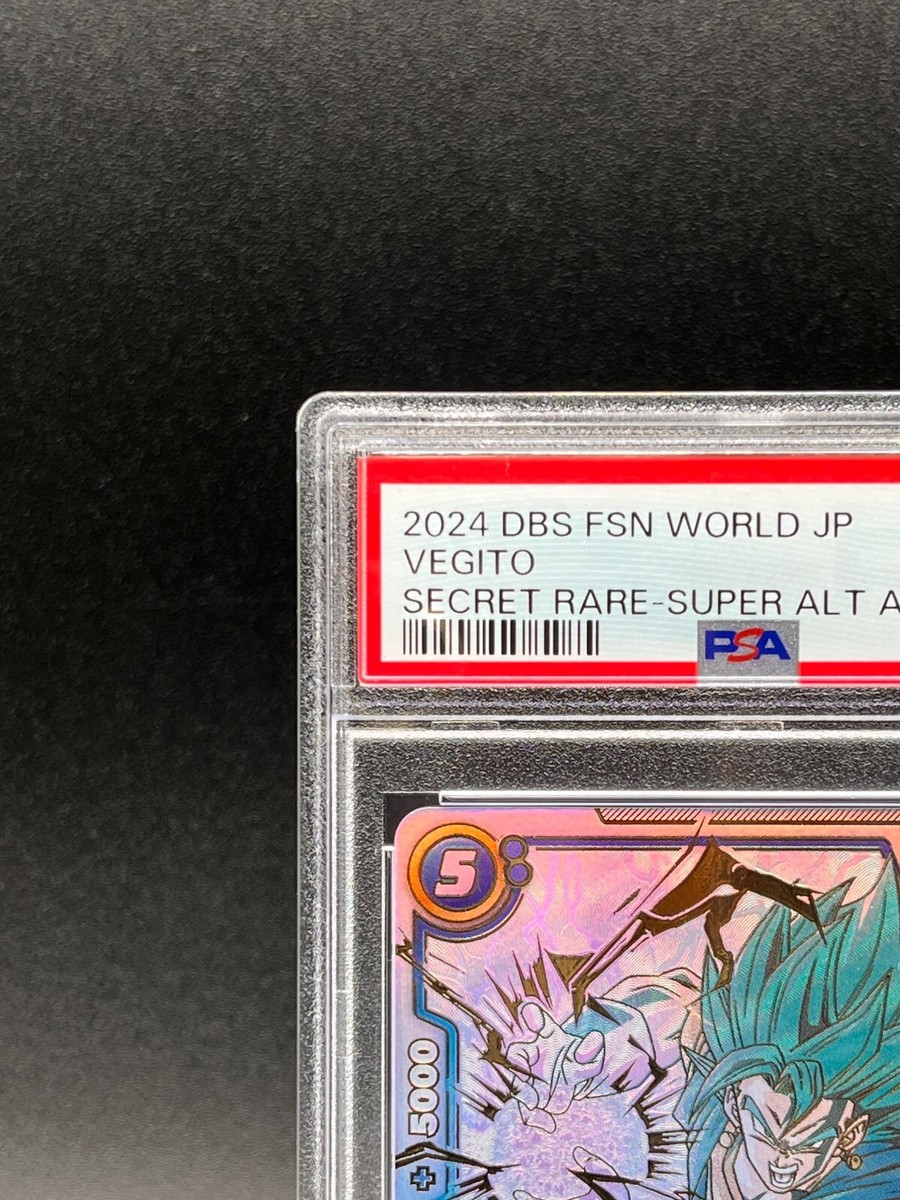 2024 DBS FSN WORLD JP
VEGITO
SECRET RARE-SUPER ALT A
PSA
5
+ 5000